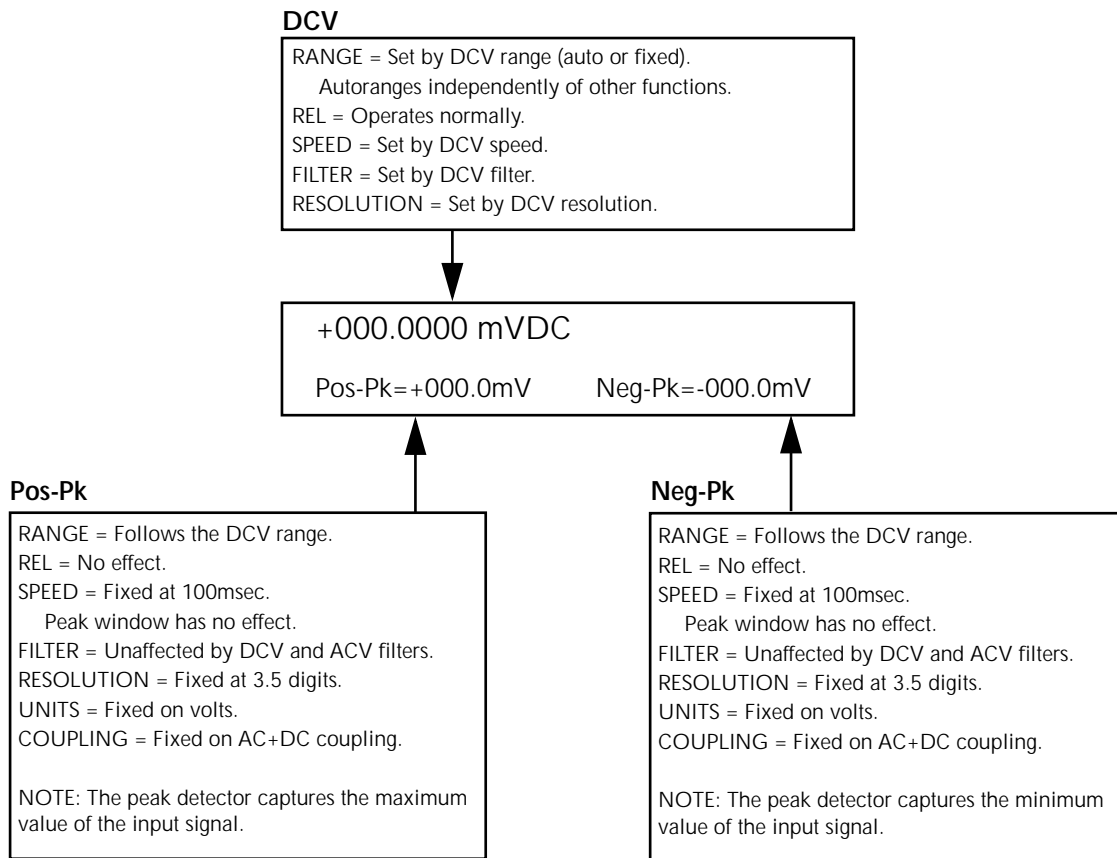 DCV
RANGE = Set by DCV range (auto or fixed).
Autoranges independently of other functions.
REL = Operates normally.
SPEED = Set by DCV speed.
FILTER = Set by DCV filter.
RESOLUTION = Set by DCV resolution.
+000.0000 mVDC
Pos-Pk=+000.0mV Neg-Pk=-000.0mV
Pos-Pk
RANGE = Follows the DCV range.
REL = No effect.
SPEED = Fixed at 100msec.
Peak window has no effect.
FILTER = Unaffected by DCV and ACV filters.
RESOLUTION = Fixed at 3.5 digits.
UNITS = Fixed on volts.
COUPLING = Fixed on AC+DC coupling.
NOTE: The peak detector captures the maximum
value of the input signal.
Neg-Pk
RANGE = Follows the DCV range.
REL = No effect.
SPEED = Fixed at 100msec.
Peak window has no effect.
FILTER = Unaffected by DCV and ACV filters.
RESOLUTION = Fixed at 3.5 digits.
UNITS = Fixed on volts.
COUPLING = Fixed on AC+DC coupling.
NOTE: The peak detector captures the minimum
value of the input signal.